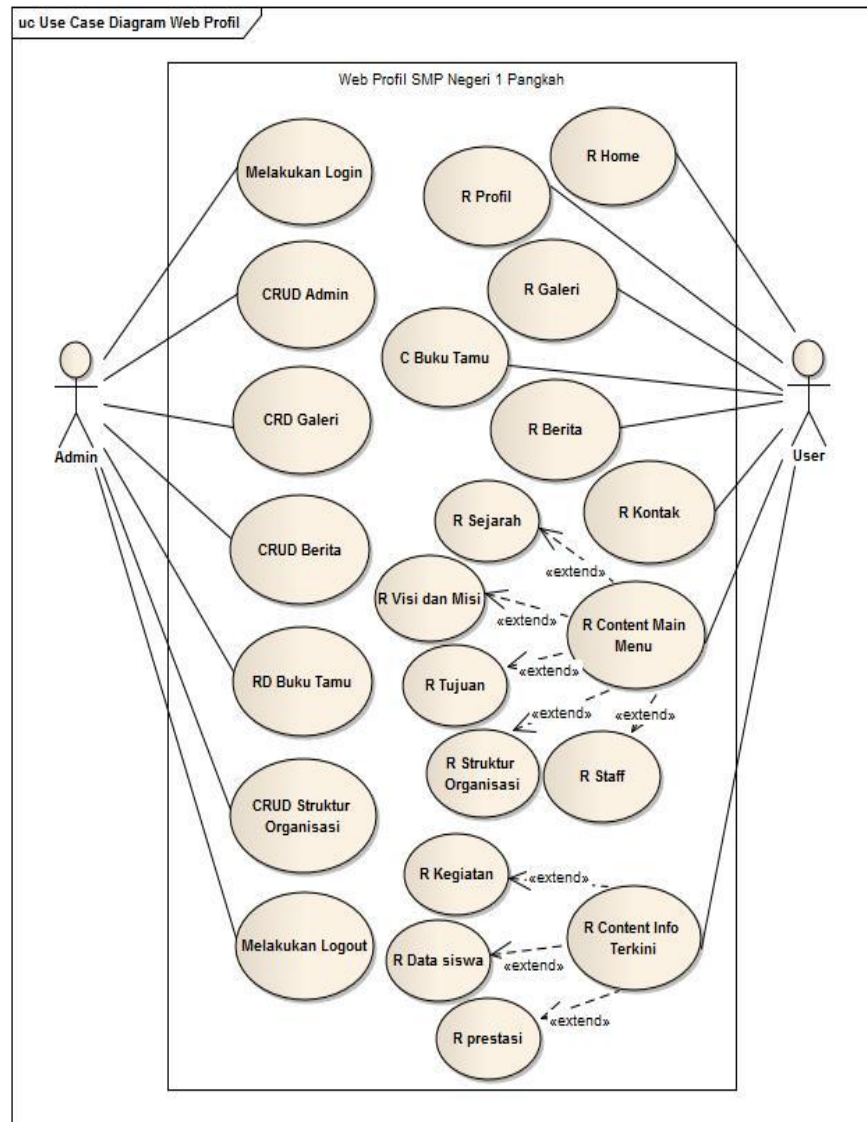 uc Use Case Diagram Web Profil
Web Profil SMP Negeri 1 Pangkah
Melakukan Login
CRUD Admin
CRD Galeri
CRUD Berita
RD Buku Tamu
CRUD Struktur
Organisasi
Melakukan Logout
Admin
R Home
R Profil
R Galeri
C Buku Tamu
R Berita
R Kontak
User
R Sejarah
«extend»
R Visi dan Misi
«extend»
R Content Main
Menu
R Tujuan
«extend»
«extend»
«extend»
R Struktur
Organisasi
R Staff
R Kegiatan
«extend»
R Content Info
Terkini
R Data siswa
«extend»
«extend»
R prestasi